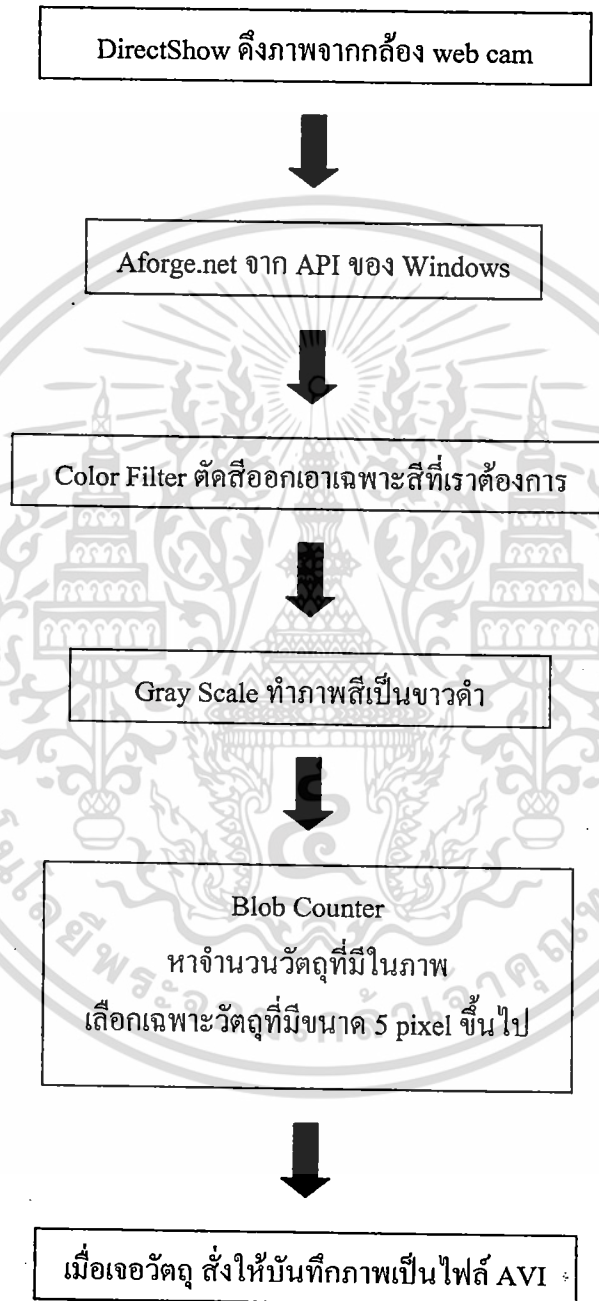 DirectShow ดึงภาพจากกล้อง web cam
Aforge.net จาก API ของ Windows
Color Filter ตัดสีออกเอาเฉพาะสีที่เราต้องการ
Gray Scale ทำภาพสีเป็นขาวดำ
Blob Counter
หาจำนวนวัตถุที่มีในภาพ
เลือกเฉพาะวัตถุที่มีขนาด 5 pixel ขึ้นไป
เมื่อเจอวัตถุ สั่งให้บันทึกภาพเป็นไฟล์ AVI